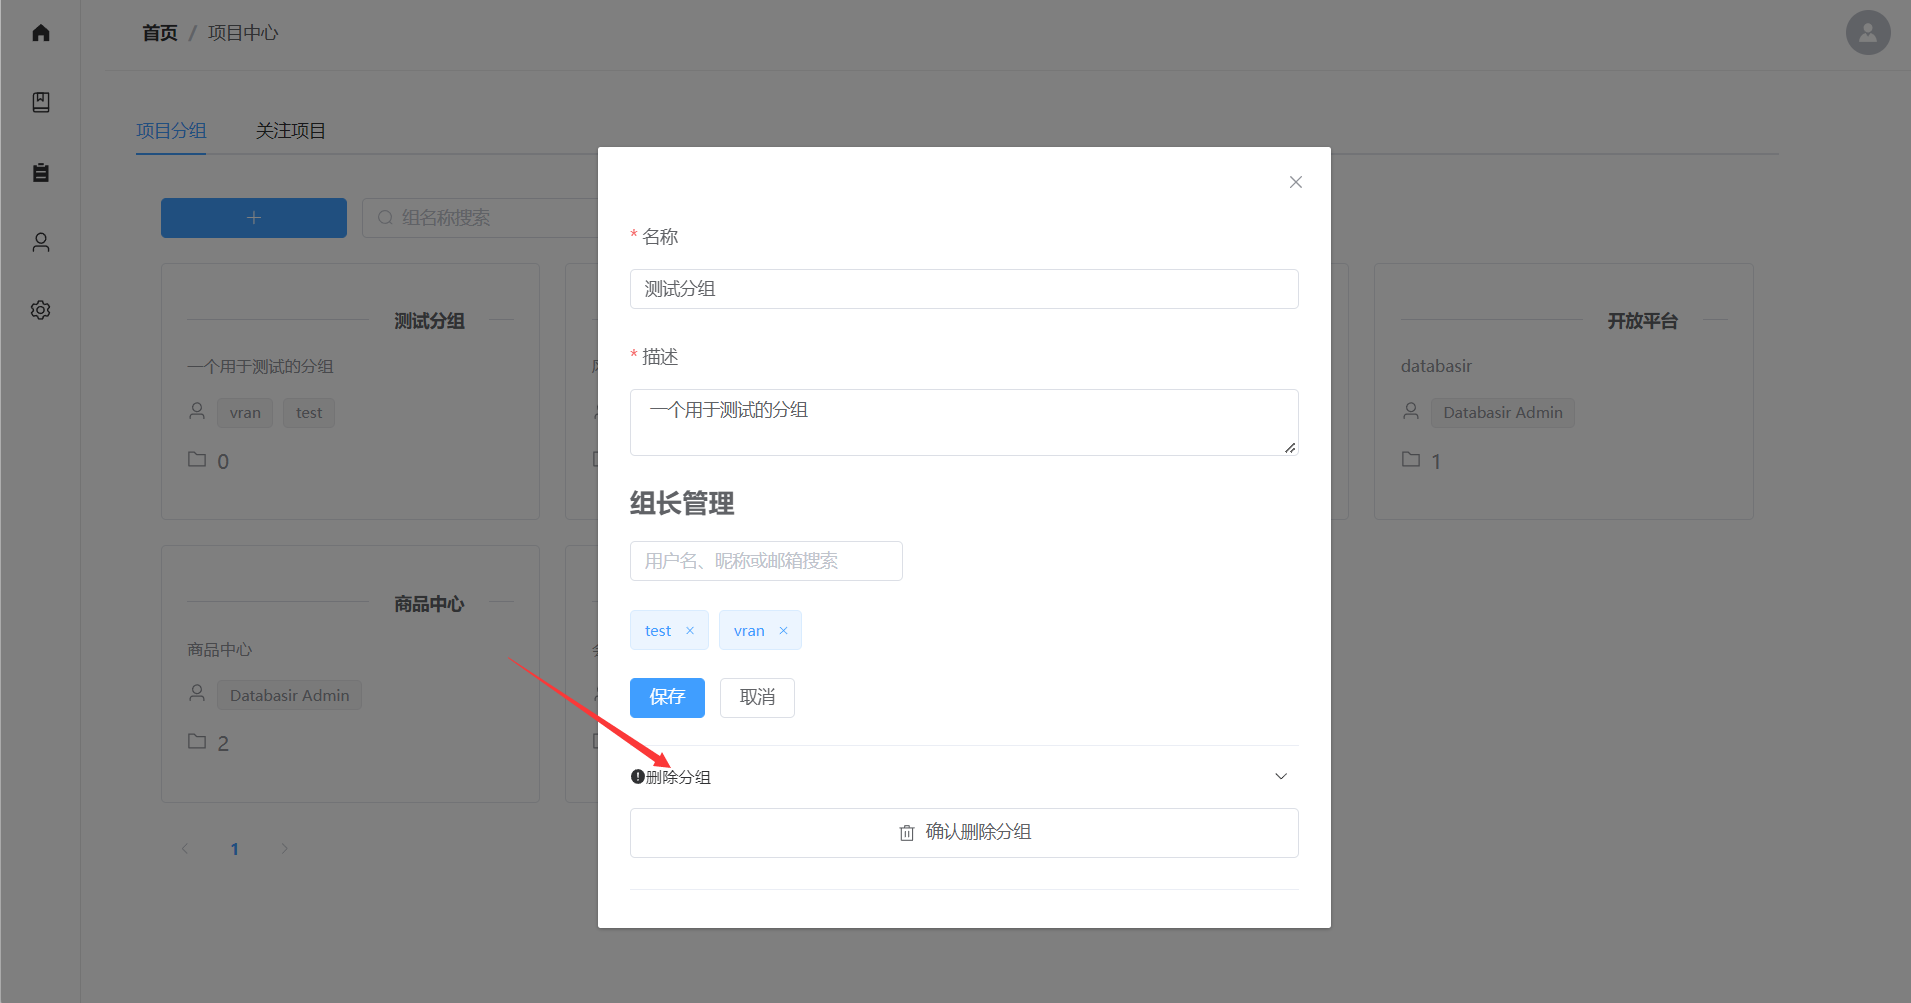 首页 / 项目中心
项目分组 关注项目
组名称搜索
测试分组
一个用于测试的分组
vran test
0
开放平台
databasir
Databasir Admin
1
商品中心
商品中心
Databasir Admin
2
1
* 名称
测试分组
* 描述
一个用于测试的分组
组长管理
用户名、昵称或邮箱搜索
test × vran ×
保存 取消
删除分组
确认删除分组